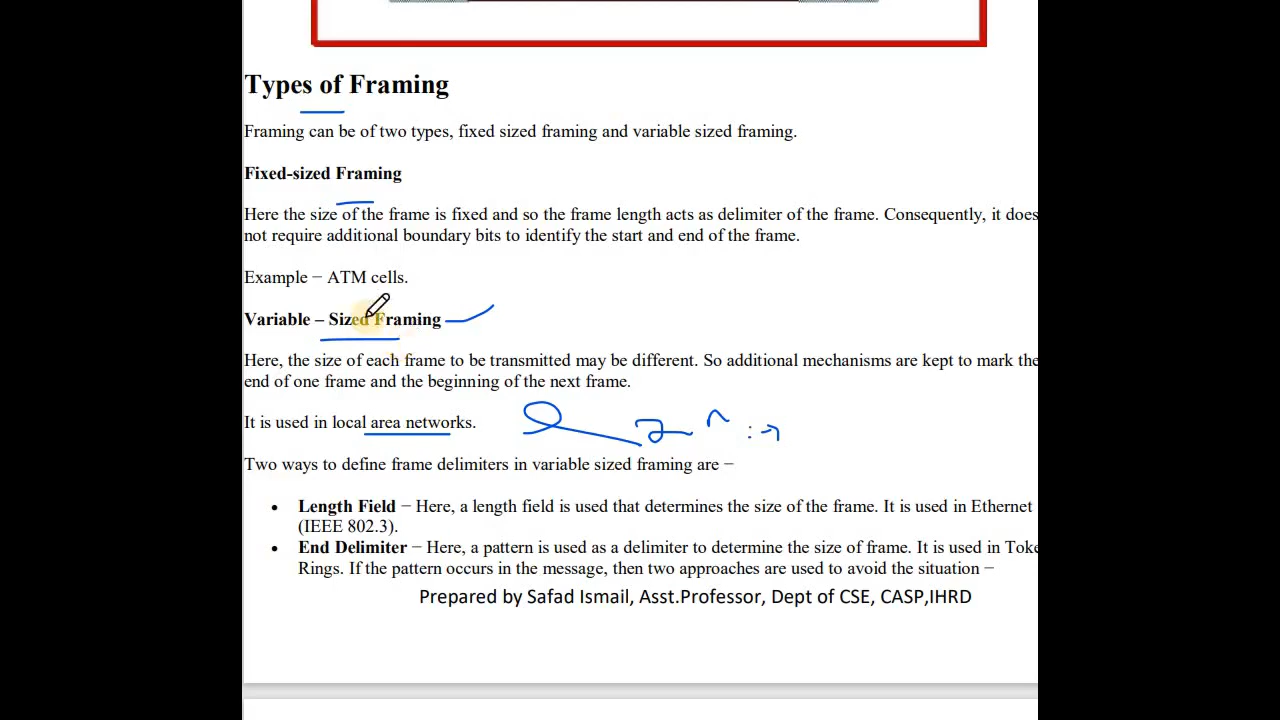 Types of Framing
Framing can be of two types, fixed sized framing and variable sized framing.
Fixed-sized Framing
Here the size of the frame is fixed and so the frame length acts as delimiter of the frame. Consequently, it does
not require additional boundary bits to identify the start and end of the frame.
Example − ATM cells.
Variable – Sized Framing
Here, the size of each frame to be transmitted may be different. So additional mechanisms are kept to mark the
end of one frame and the beginning of the next frame.
It is used in local area networks.
Two ways to define frame delimiters in variable sized framing are −
• Length Field − Here, a length field is used that determines the size of the frame. It is used in Ethernet
(IEEE 802.3).
• End Delimiter − Here, a pattern is used as a delimiter to determine the size of frame. It is used in Toke
Rings. If the pattern occurs in the message, then two approaches are used to avoid the situation −
Prepared by Safad Ismail, Asst.Professor, Dept of CSE, CASP,IHRD